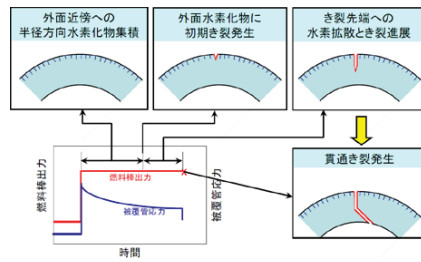 外面近傍への
半径方向水素化物集積
外面水素化物に
初期き裂発生
き裂先端への
水素拡散とき裂進展
貫通き裂発生
燃料棒出力
燃料棒出力
被覆管応力
被覆管応力
時間